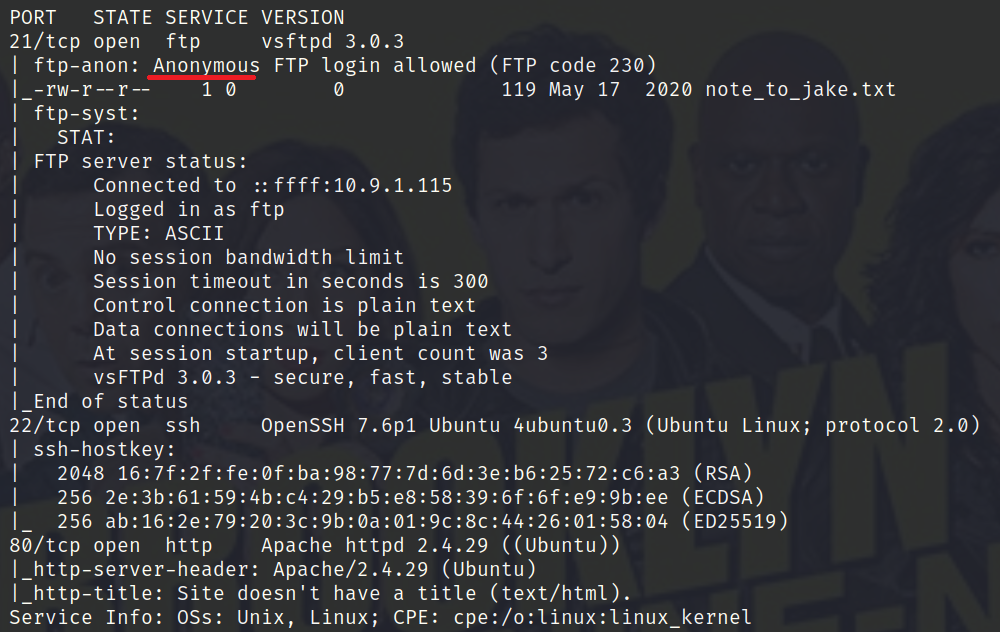 PORT   STATE SERVICE VERSION
21/tcp open  ftp     vsftpd 3.0.3
| ftp-anon: Anonymous FTP login allowed (FTP code 230)
|_-rw-r--r--    1 0        0             119 May 17  2020 note_to_jake.txt
| ftp-syst:
|   STAT:
| FTP server status:
|      Connected to ::ffff:10.9.1.115
|      Logged in as ftp
|      TYPE: ASCII
|      No session bandwidth limit
|      Session timeout in seconds is 300
|      Control connection is plain text
|      Data connections will be plain text
|      At session startup, client count was 3
|      vsFTPd 3.0.3 - secure, fast, stable
|_End of status
22/tcp open  ssh     OpenSSH 7.6p1 Ubuntu 4ubuntu0.3 (Ubuntu Linux; protocol 2.0)
| ssh-hostkey:
|   2048 16:7f:2f:fe:0f:ba:98:77:7d:6d:3e:b6:25:72:c6:a3 (RSA)
|   256 2e:3b:61:59:4b:c4:29:b5:e8:58:39:6f:6f:e9:9b:ee (ECDSA)
|_  256 ab:16:2e:79:20:3c:9b:0a:01:9c:8c:44:26:01:58:04 (ED25519)
80/tcp open  http    Apache httpd 2.4.29 ((Ubuntu))
|_http-server-header: Apache/2.4.29 (Ubuntu)
|_http-title: Site doesn't have a title (text/html).
Service Info: OSs: Unix, Linux; CPE: cpe:/o:linux:linux_kernel
BROOKLYN